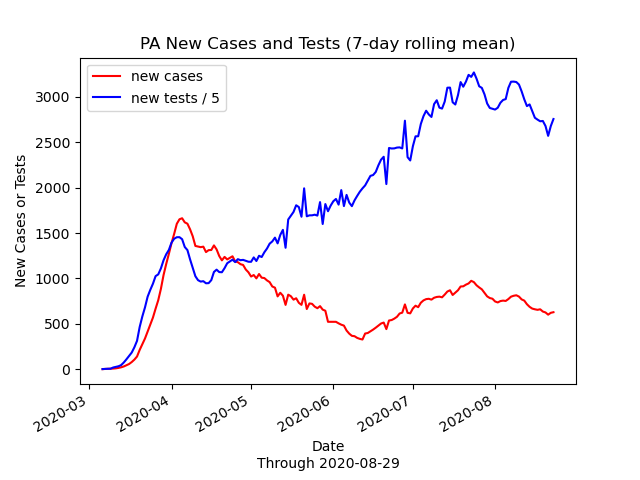 PA New Cases and Tests (7-day rolling mean)
new cases
new tests / 5
New Cases or Tests
3000
2500
2000
1500
1000
500
0
2020-03
2020-04
2020-05
2020-06
2020-07
2020-08
Date
Through 2020-08-29